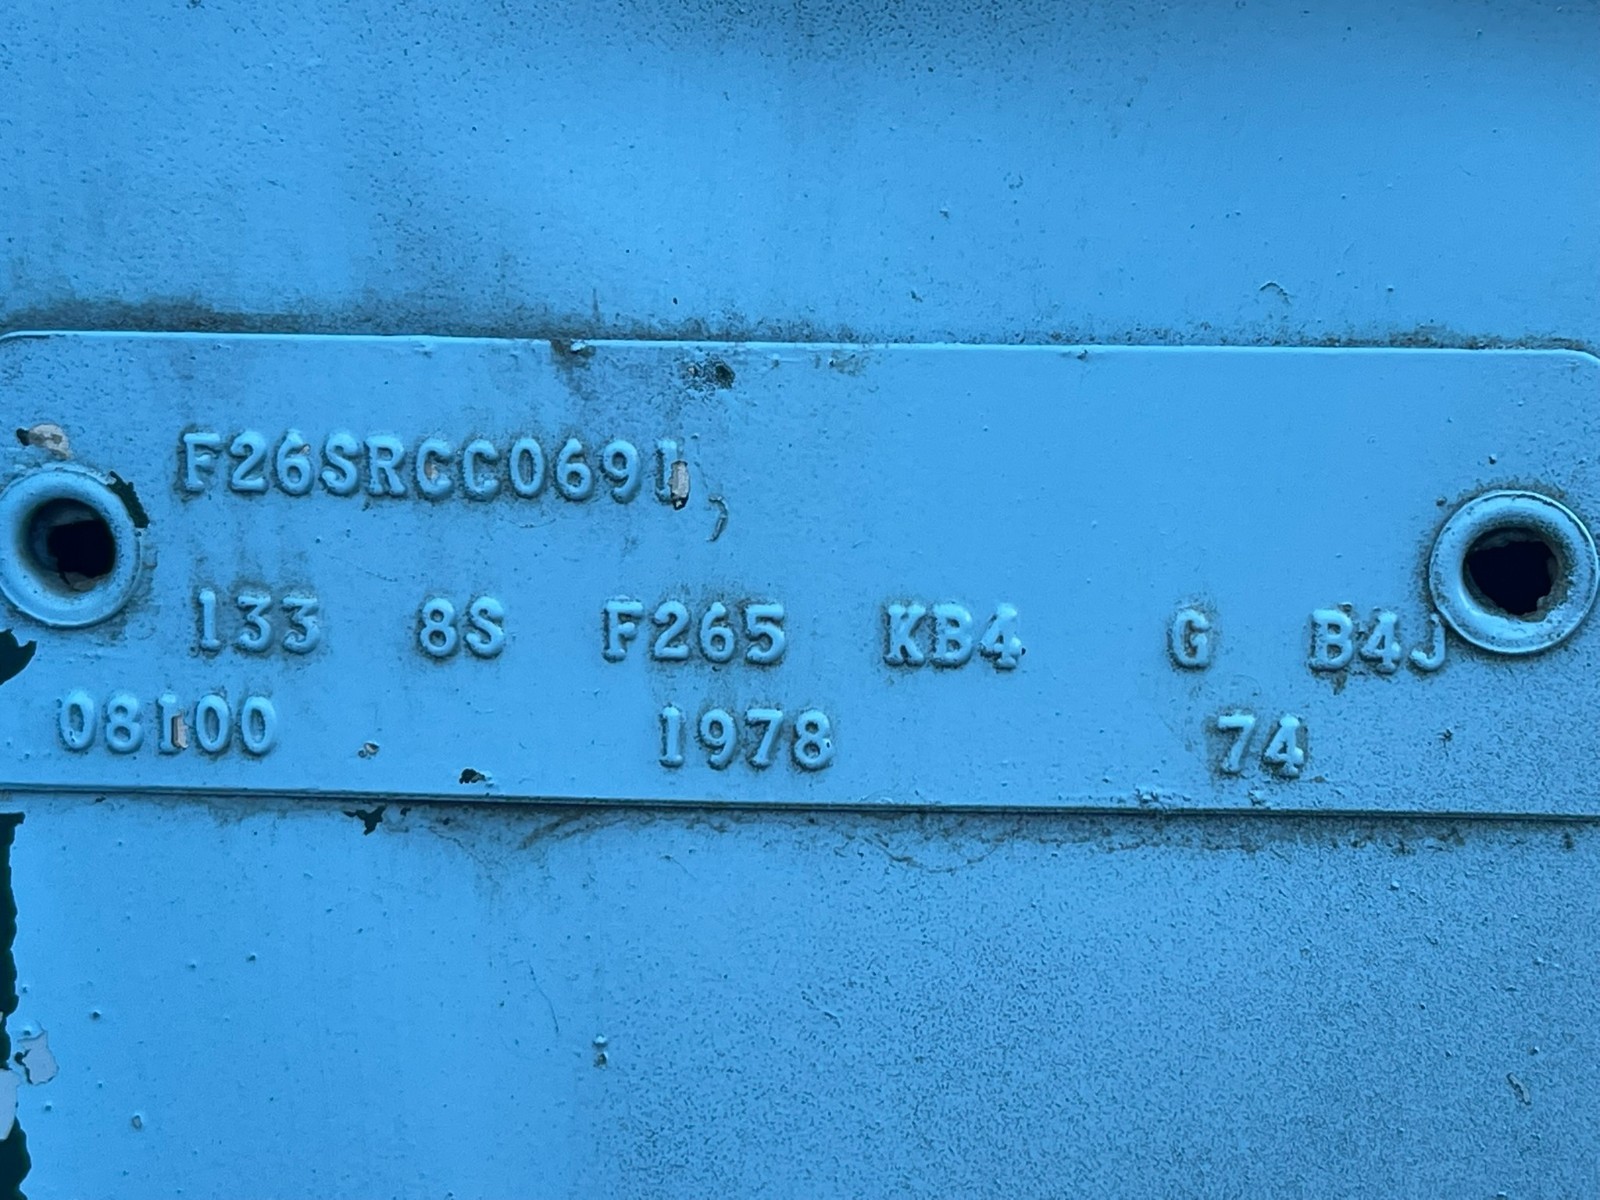 F26SRCC0691
133 8S F265 KB4 G B4J
08100 1978 74